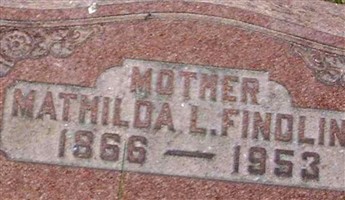 MOTHER
MATHILDA L. FINDLIN
1866 — 1953